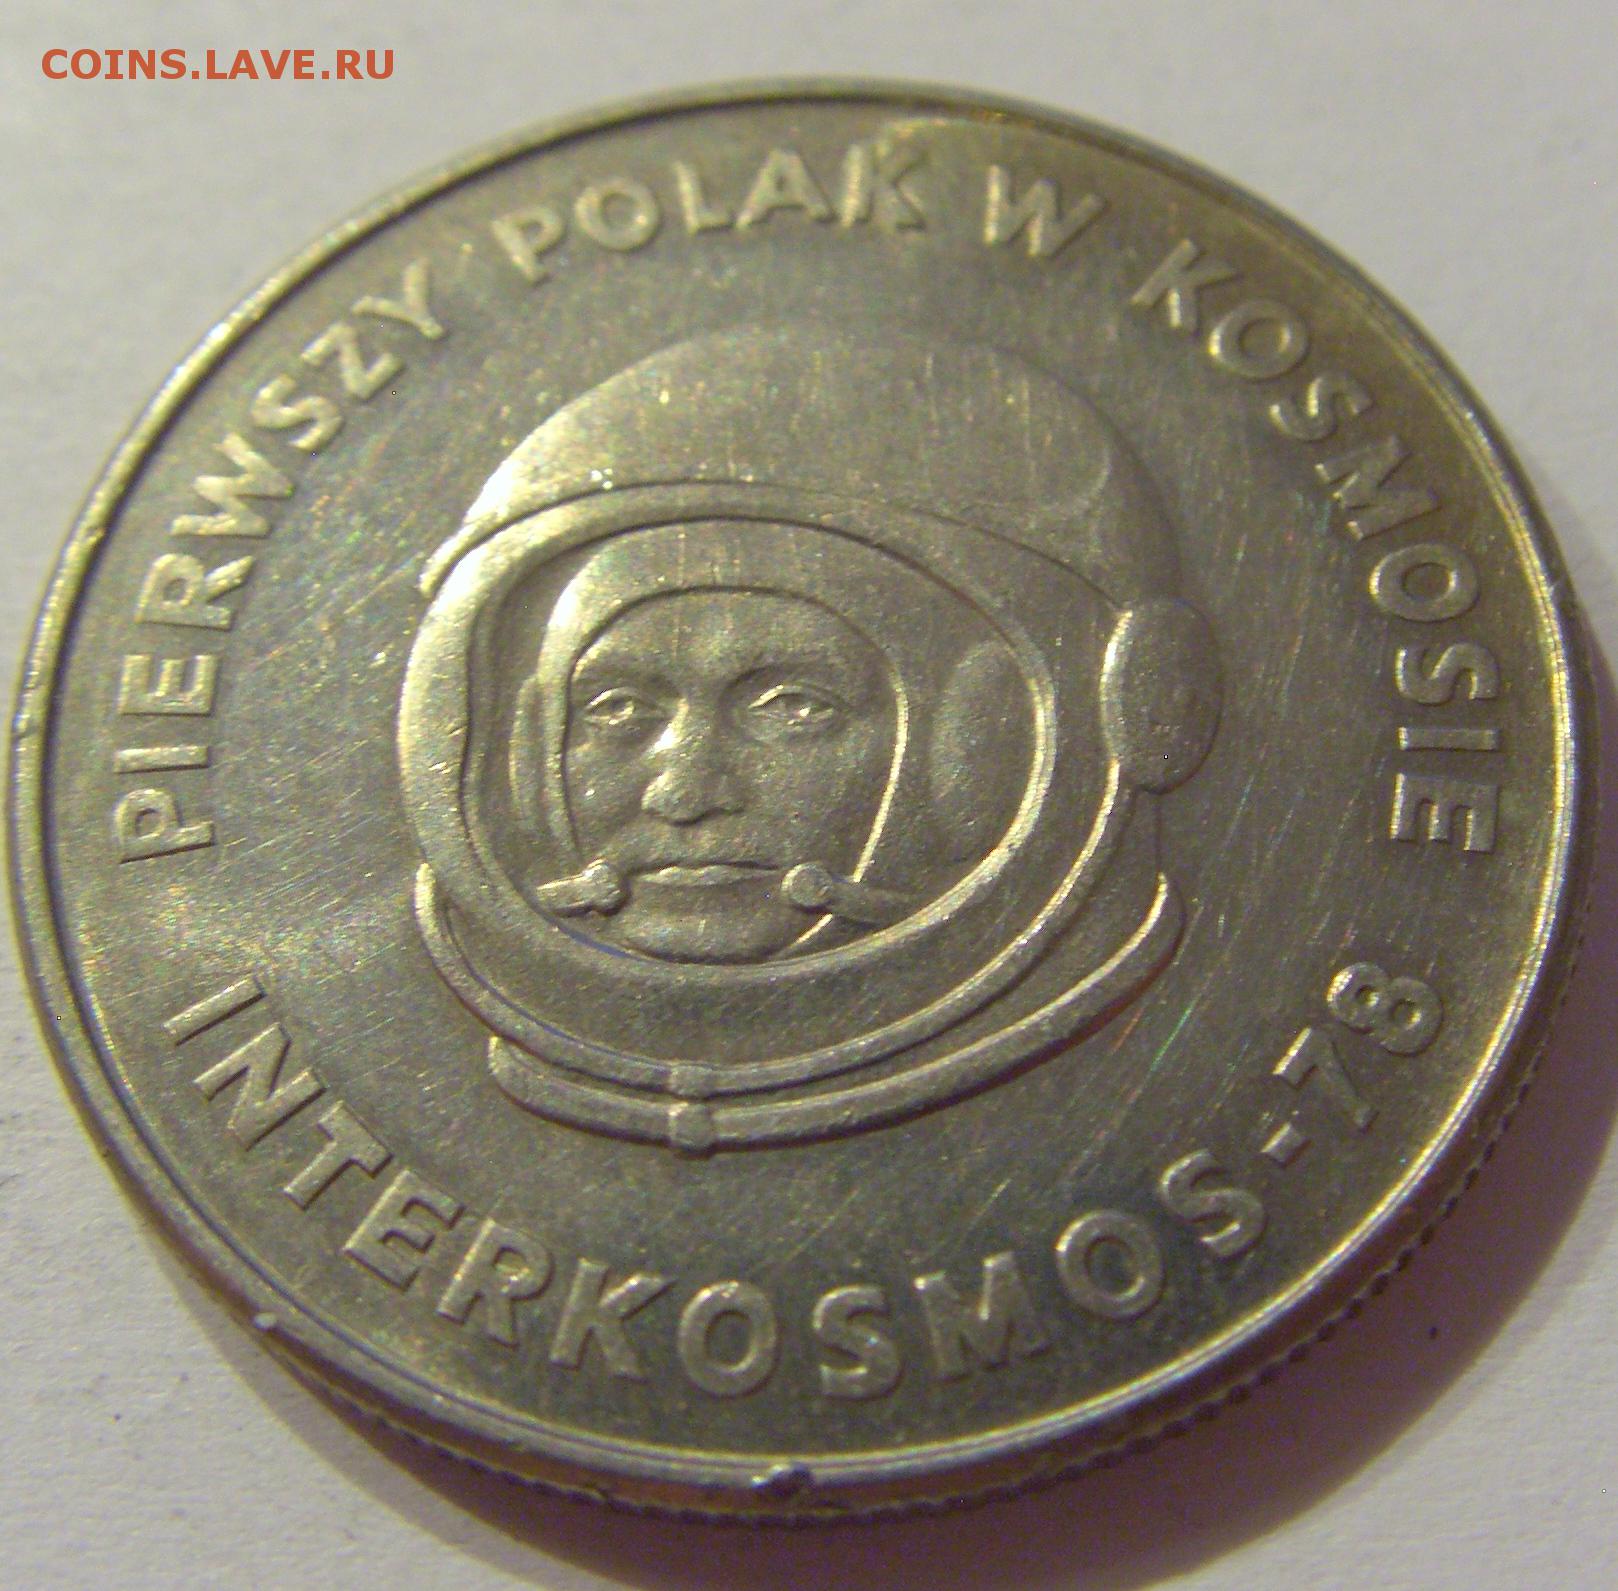 COINS.LAVE.RU
PIERWSZY POLAK W KOSMOSIE
INTERKOSMOS-78